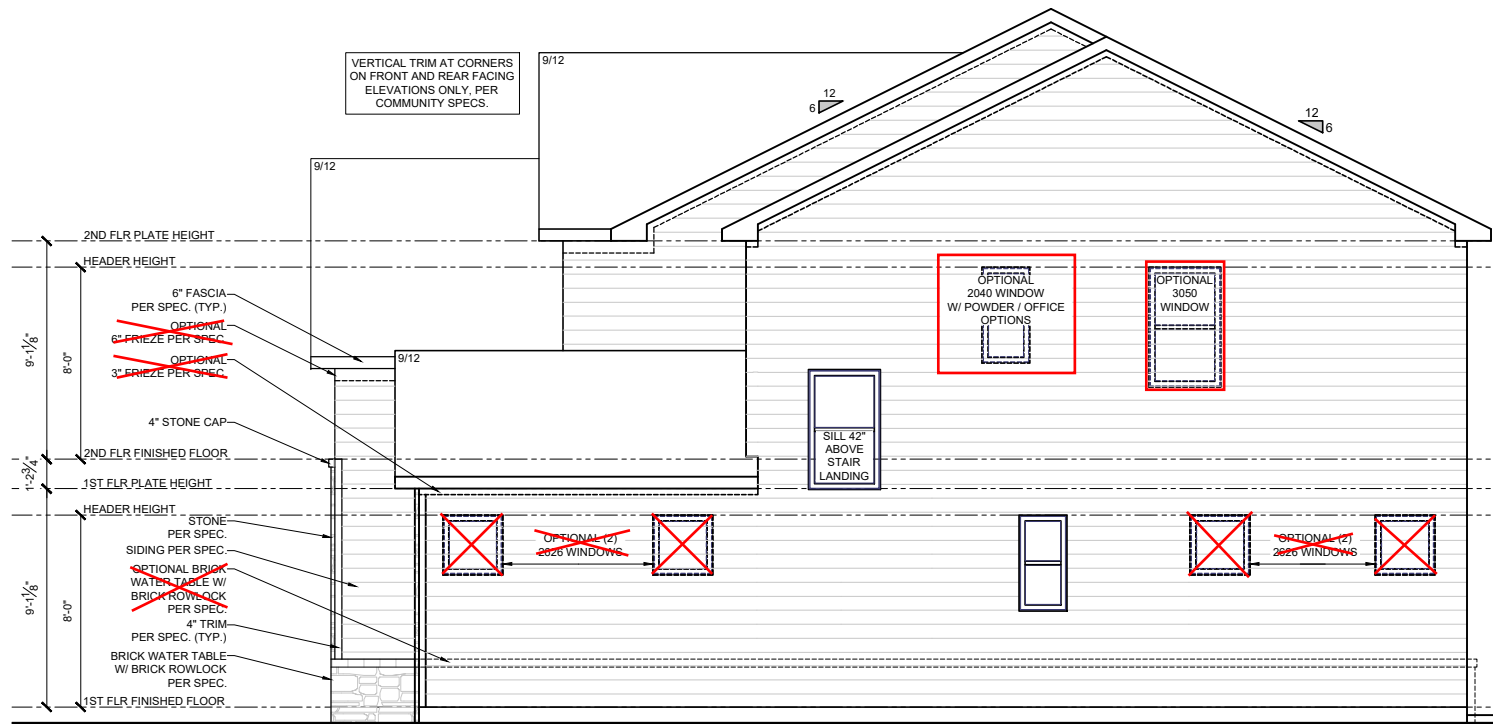 VERTICAL TRIM AT CORNERS
ON FRONT AND REAR FACING
ELEVATIONS ONLY, PER
COMMUNITY SPECS.
9/12
12
6
12
6
9/12
2ND FLR PLATE HEIGHT
HEADER HEIGHT
6" FASCIA
PER SPEC. (TYP.)
OPTIONAL
6" FRIEZE PER SPEC.
OPTIONAL
3" FRIEZE PER SPEC.
9/12
4" STONE CAP
2ND FLR FINISHED FLOOR
1ST FLR PLATE HEIGHT
HEADER HEIGHT
STONE
PER SPEC.
SIDING PER SPEC.
OPTIONAL BRICK
WATER TABLE W/
BRICK ROWLOCK
PER SPEC.
4" TRIM
PER SPEC. (TYP.)
BRICK WATER TABLE
W/ BRICK ROWLOCK
PER SPEC.
1ST FLR FINISHED FLOOR
9'-1 1/8"
8'-0"
1'-2 3/4"
9'-1 1/8"
8'-0"
OPTIONAL
2040 WINDOW
W/ POWDER / OFFICE
OPTIONS
OPTIONAL
3050
WINDOW
SILL 42"
ABOVE
STAIR
LANDING
OPTIONAL (2)
2626 WINDOWS
OPTIONAL (2)
2626 WINDOWS